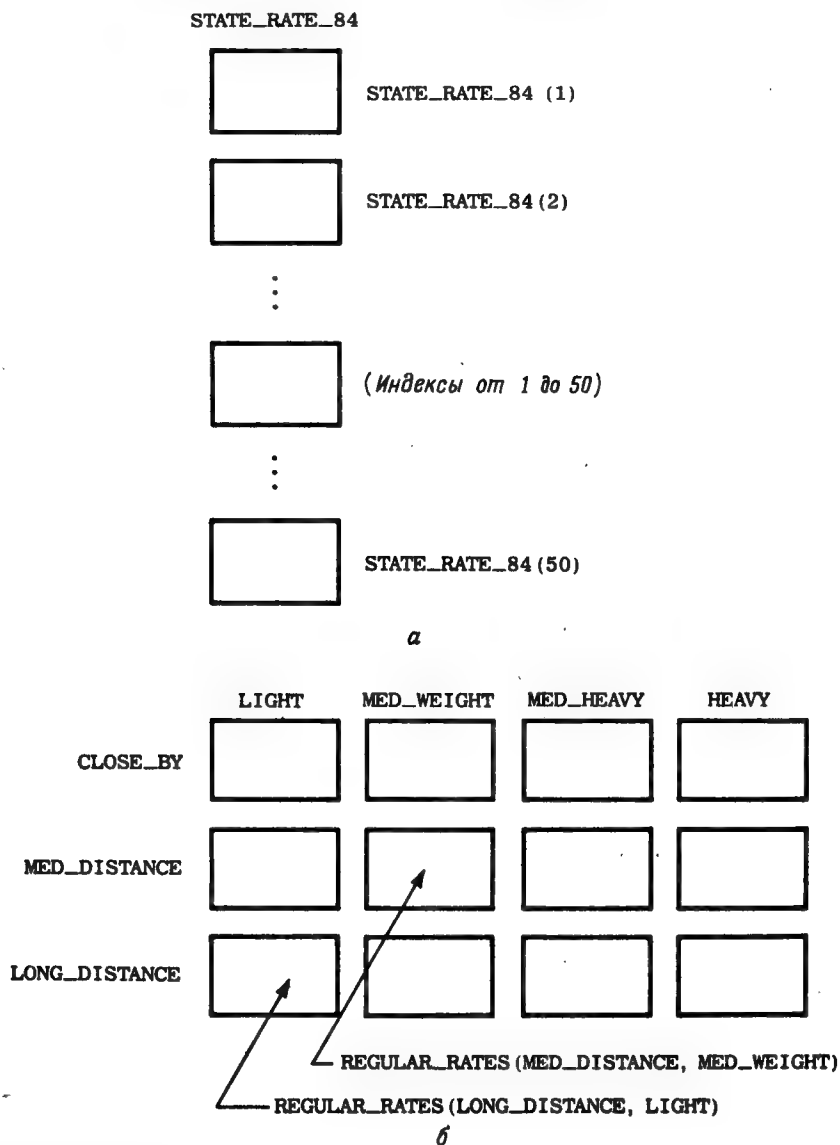 STATE_RATE_84
STATE_RATE_84 (1)
STATE_RATE_84 (2)
(Индексы от 1 до 50)
STATE_RATE_84 (50)
а
LIGHT MED_WEIGHT MED_HEAVY HEAVY
CLOSE_BY
MED_DISTANCE
LONG_DISTANCE
REGULAR_RATES (MED_DISTANCE, MED_WEIGHT)
REGULAR_RATES (LONG_DISTANCE, LIGHT)
б